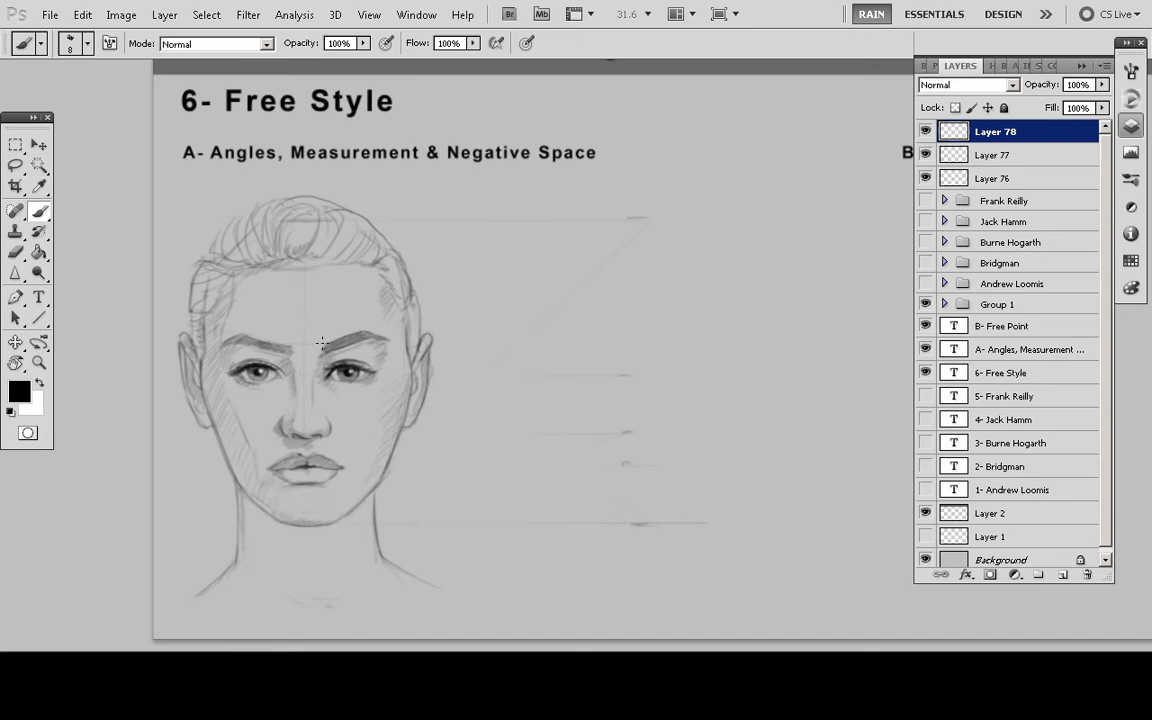 Ps File Edit Image Layer Select Filter Analysis 3D View Window Help Br Mb 31.6 RAIN ESSENTIALS DESIGN CS Live
8 Mode: Normal Opacity: 100% Flow: 100%
LAYERS
Normal Opacity: 100%
Lock: Fill: 100%
6- Free Style
A- Angles, Measurement & Negative Space
B
Layer 78
Layer 77
Layer 76
Frank Reilly
Jack Hamm
Burne Hogarth
Bridgman
Andrew Loomis
Group 1
T B- Free Point
T A- Angles, Measurement ...
T 6- Free Style
T 5- Frank Reilly
T 4- Jack Hamm
T 3- Burne Hogarth
T 2- Bridgman
T 1- Andrew Loomis
Layer 2
Layer 1
Background